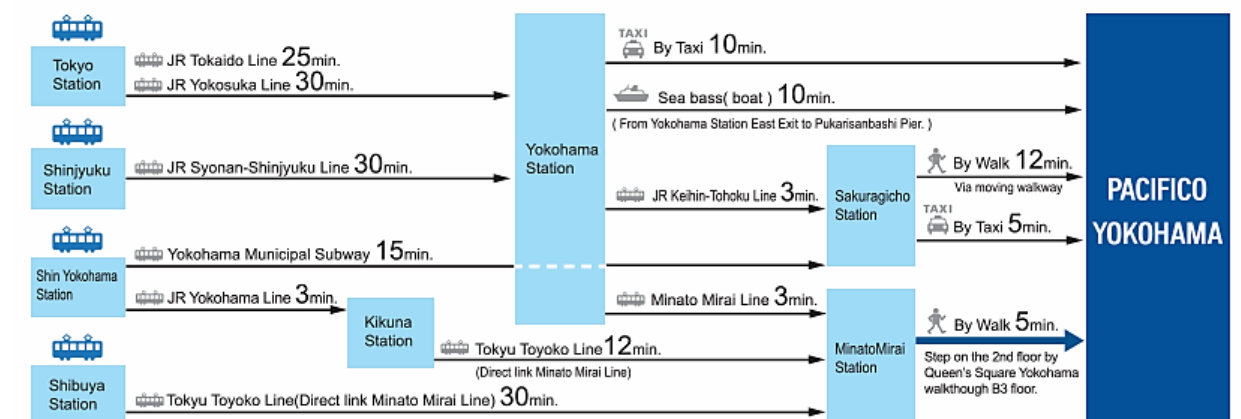 Tokyo
Station
JR Tokaido Line 25min.
JR Yokosuka Line 30min.
Shinjyuku
Station
JR Syonan-Shinjyuku Line 30min.
Shin Yokohama
Station
Yokohama Municipal Subway 15min.
JR Yokohama Line 3min.
Kikuna
Station
Tokyu Toyoko Line 12min.
(Direct link Minato Mirai Line)
Shibuya
Station
Tokyu Toyoko Line(Direct link Minato Mirai Line) 30min.
Yokohama
Station
TAXI
By Taxi 10min.
Sea bass( boat ) 10min.
( From Yokohama Station East Exit to Pukarisanbashi Pier. )
JR Keihin-Tohoku Line 3min.
Sakuragicho
Station
By Walk 12min.
Via moving walkway
TAXI
By Taxi 5min.
Minato Mirai Line 3min.
MinatoMirai
Station
By Walk 5min.
Step on the 2nd floor by
Queen's Square Yokohama
walkthough B3 floor.
PACIFICO
YOKOHAMA